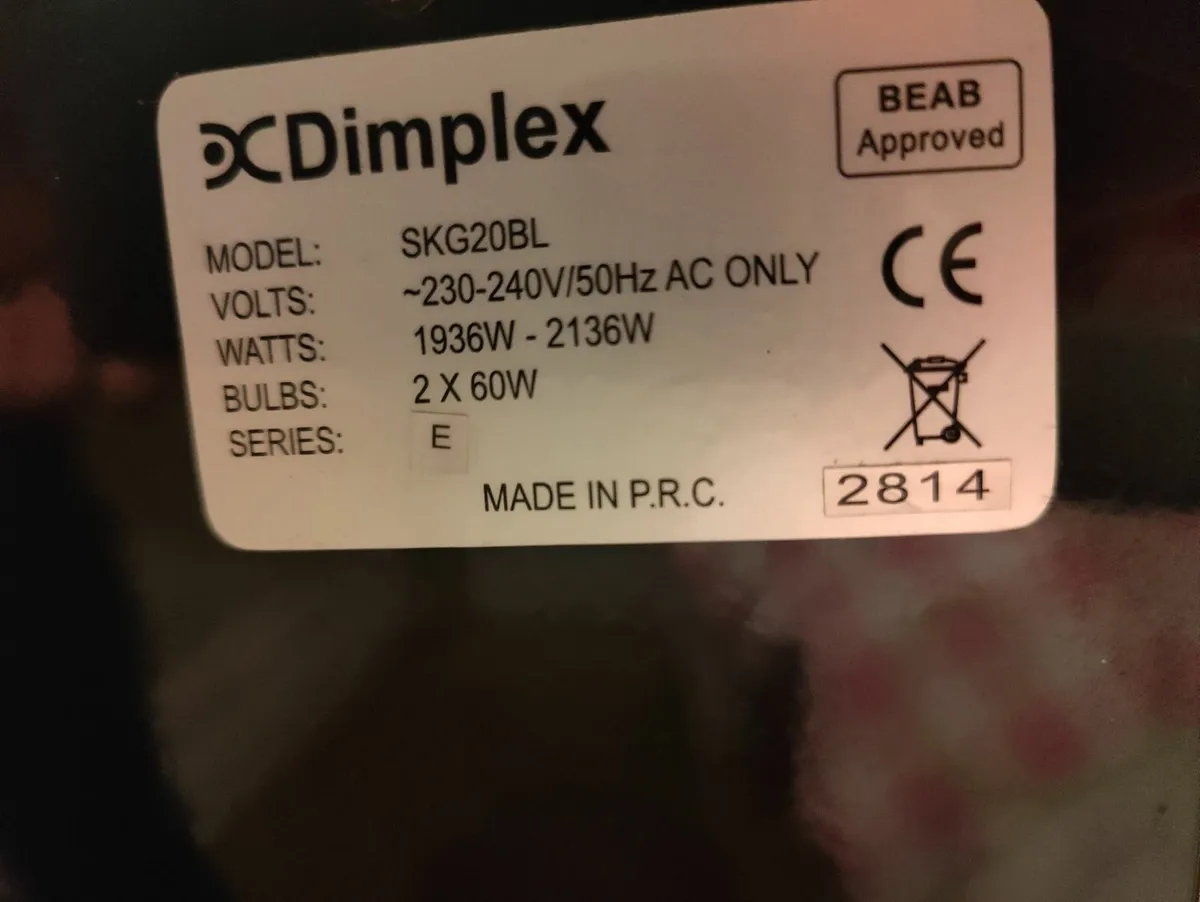 Dimplex
BEAB
Approved
MODEL: SKG20BL
VOLTS: ~230-240V/50Hz AC ONLY
WATTS: 1936W - 2136W
BULBS: 2 X 60W
SERIES: E
CE
MADE IN P.R.C.
2814